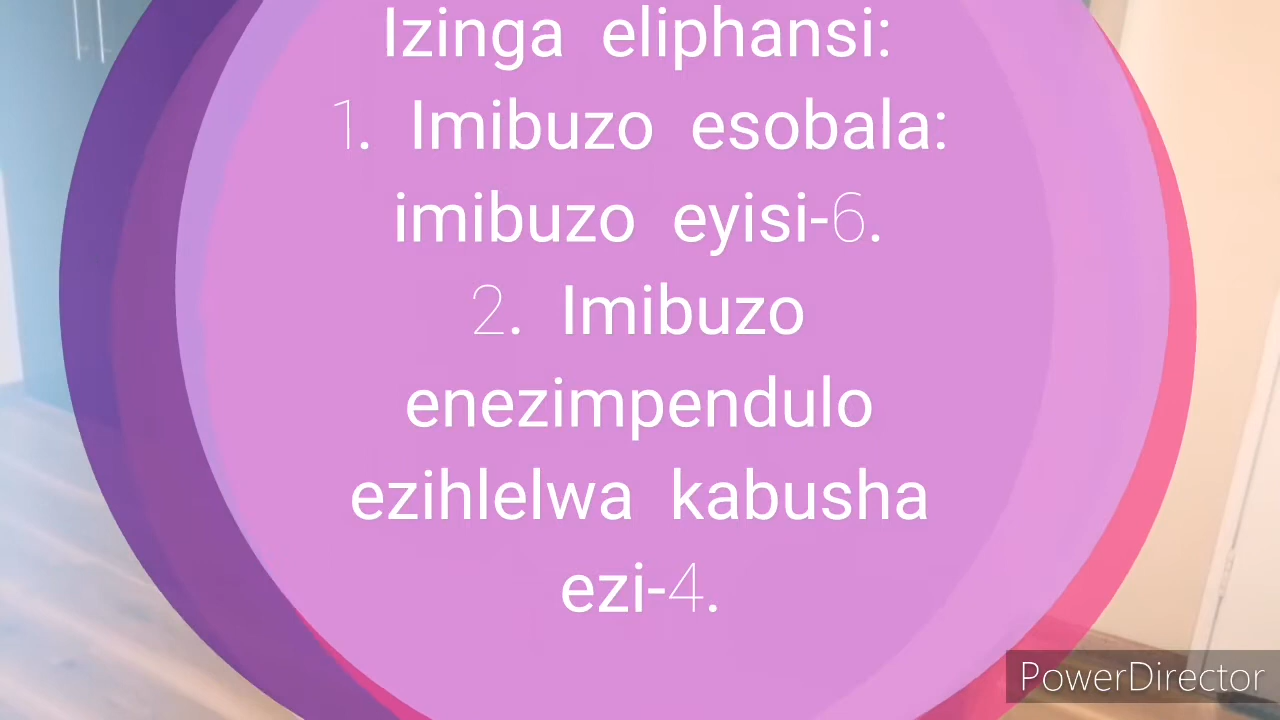 Izinga eliphansi:
1. Imibuzo esobala:
imibuzo eyisi-6.
2. Imibuzo
enezimpendulo
ezihlelwa kabusha
ezi-4.
PowerDirector